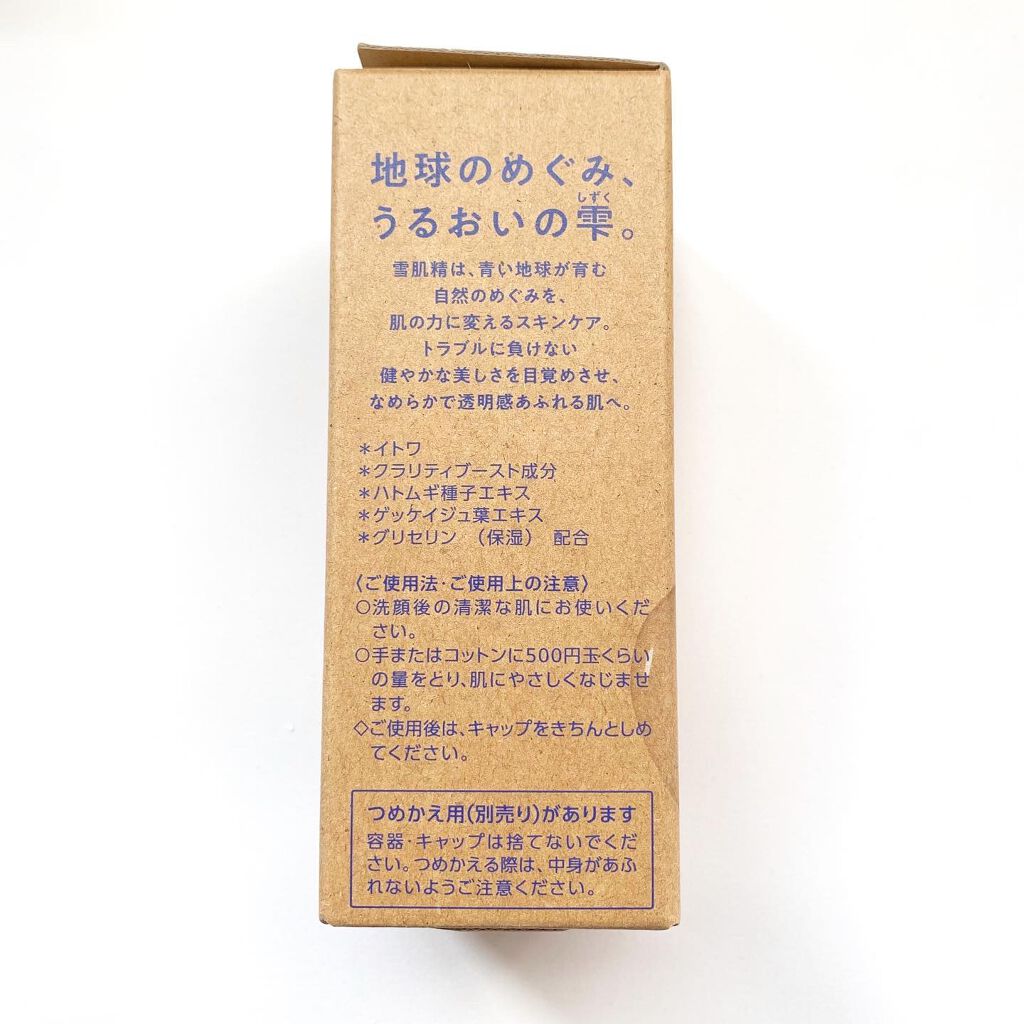 地球のめぐみ、
しずく
うるおいの雫。
雪肌精は、青い地球が育む
自然のめぐみを、
肌の力に変えるスキンケア。
トラブルに負けない
健やかな美しさを目覚めさせ、
なめらかで透明感あふれる肌へ。
＊イトワ
＊クラリティブースト成分
＊ハトムギ種子エキス
＊ゲッケイジュ葉エキス
＊グリセリン （保湿） 配合
〈ご使用法・ご使用上の注意〉
○洗顔後の清潔な肌にお使いくだ
さい。
○手またはコットンに500円玉くらい
の量をとり、肌にやさしくなじませ
ます。
◇ご使用後は、キャップをきちんとしめ
てください。
つめかえ用(別売り)があります
容器・キャップは捨てないでくだ
さい。つめかえる際は、中身があふ
れないようご注意ください。